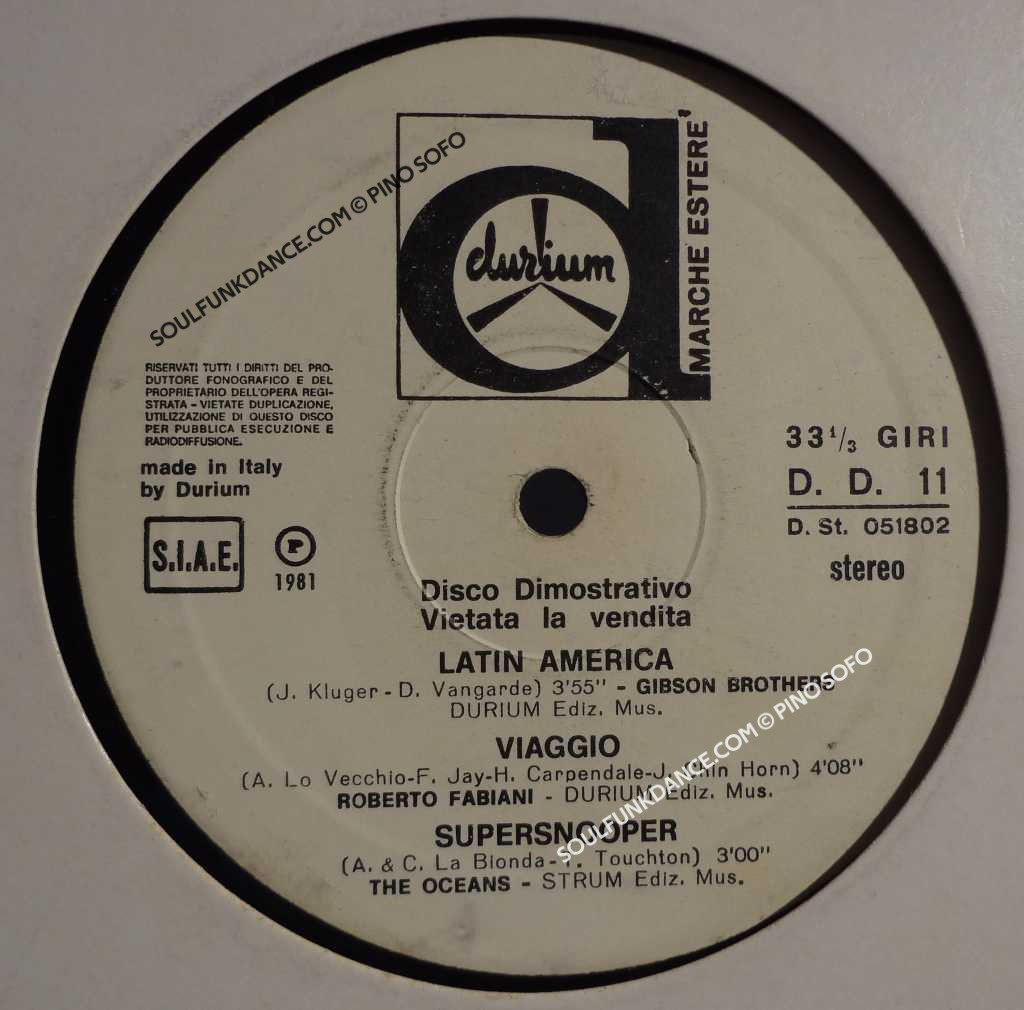 MARCHE ESTERE'
durium
SOULFUNKDANCE.COM © PINO SOFO
RISERVATI TUTTI I DIRITTI DEL PRO-
DUTTORE FONOGRAFICO E DEL
PROPRIETARIO DELL'OPERA REGI-
STRATA - VIETATE DUPLICAZIONE,
UTILIZZAZIONE DI QUESTO DISCO
PER PUBBLICA ESECUZIONE E
RADIODIFFUSIONE.
made in Italy
by Durium
S.I.A.E.
P
1981
33 1/3 GIRI
D. D. 11
D. St. 051802
stereo
Disco Dimostrativo
Vietata la vendita
LATIN AMERICA
(J. Kluger - D. Vangarde) 3'55" - GIBSON BROTHERS
DURIUM Ediz. Mus.
VIAGGIO
(A. Lo Vecchio-F. Jay-H. Carpendale-J. Chin Horn) 4'08"
ROBERTO FABIANI - DURIUM Ediz. Mus.
SUPERSNOOPER
(A. & C. La Bionda- Touchton) 3'00"
THE OCEANS - STRUM Ediz. Mus.
SOULFUNKDANCE.COM © PINO SOFO